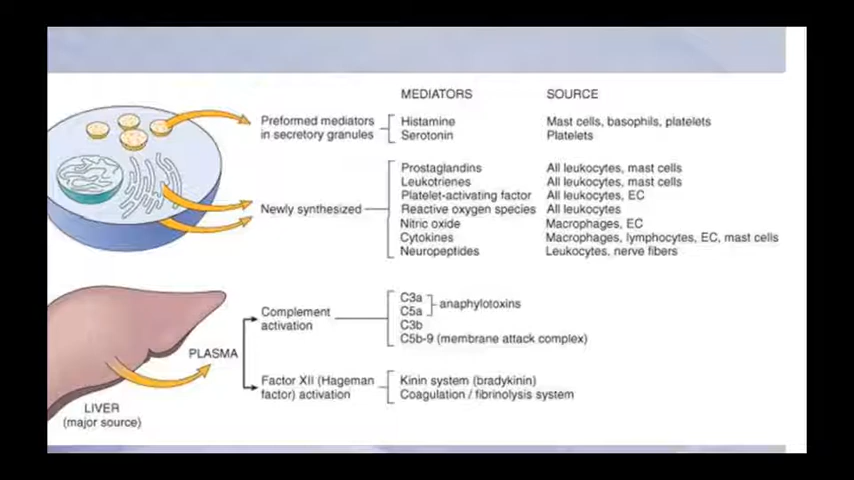 MEDIATORS SOURCE
Preformed mediators in secretory granules
Histamine Mast cells, basophils, platelets
Serotonin Platelets
Newly synthesized
Prostaglandins All leukocytes, mast cells
Leukotrienes All leukocytes, mast cells
Platelet-activating factor All leukocytes, EC
Reactive oxygen species All leukocytes
Nitric oxide Macrophages, EC
Cytokines Macrophages, lymphocytes, EC, mast cells
Neuropeptides Leukocytes, nerve fibers
LIVER
(major source)
PLASMA
Complement
activation
C3a
C5a
anaphylotoxins
C3b
C5b-9 (membrane attack complex)
Factor XII (Hageman
factor) activation
Kinin system (bradykinin)
Coagulation / fibrinolysis system